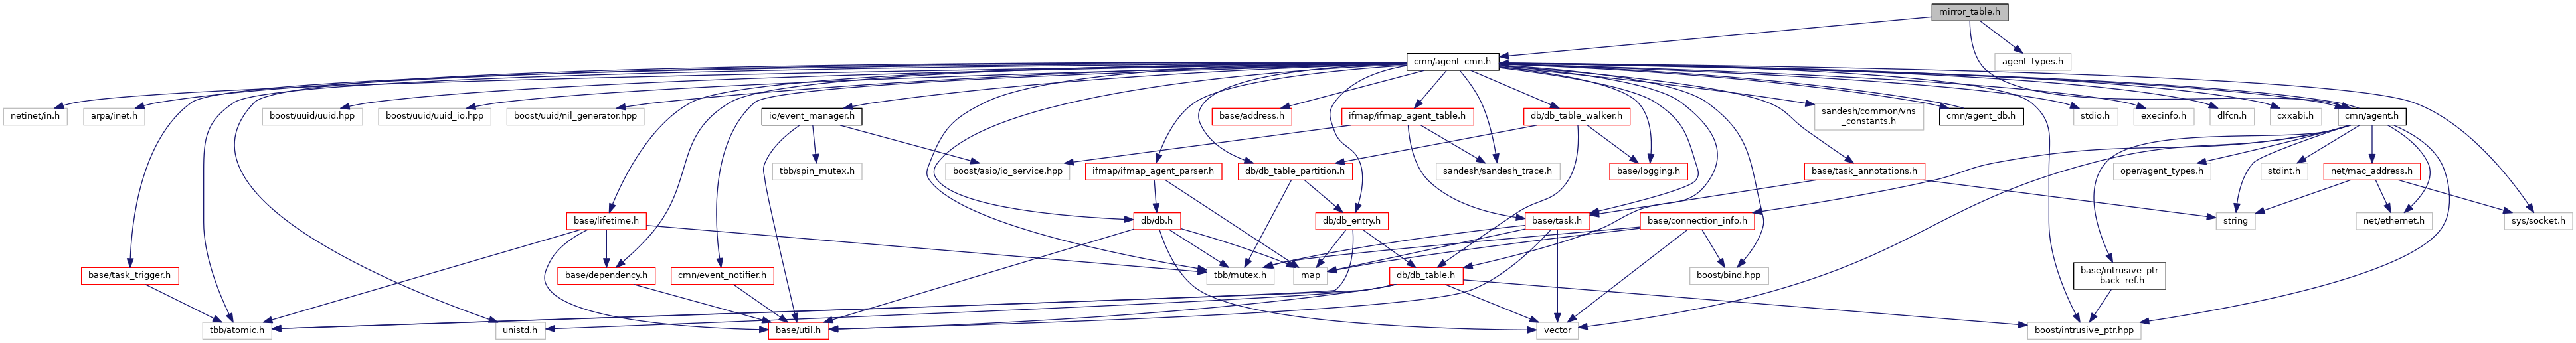 mirror_table.h
cmn/agent_cmn.h
agent_types.h
netinet/in.h
arpa/inet.h
boost/uuid/uuid.hpp
boost/uuid/uuid_io.hpp
boost/uuid/nil_generator.hpp
io/event_manager.h
base/address.h
ifmap/ifmap_agent_table.h
db/db_table_walker.h
sandesh/common/vns
_constants.h
cmn/agent_db.h
stdio.h
execinfo.h
dlfcn.h
cxxabi.h
cmn/agent.h
tbb/spin_mutex.h
boost/asio/io_service.hpp
ifmap/ifmap_agent_parser.h
db/db_table_partition.h
sandesh/sandesh_trace.h
base/logging.h
base/task_annotations.h
oper/agent_types.h
stdint.h
net/mac_address.h
base/lifetime.h
db/db.h
db/db_entry.h
base/task.h
base/connection_info.h
string
net/ethernet.h
sys/socket.h
base/task_trigger.h
base/dependency.h
cmn/event_notifier.h
tbb/mutex.h
map
db/db_table.h
boost/bind.hpp
base/intrusive_ptr
_back_ref.h
tbb/atomic.h
unistd.h
base/util.h
vector
boost/intrusive_ptr.hpp